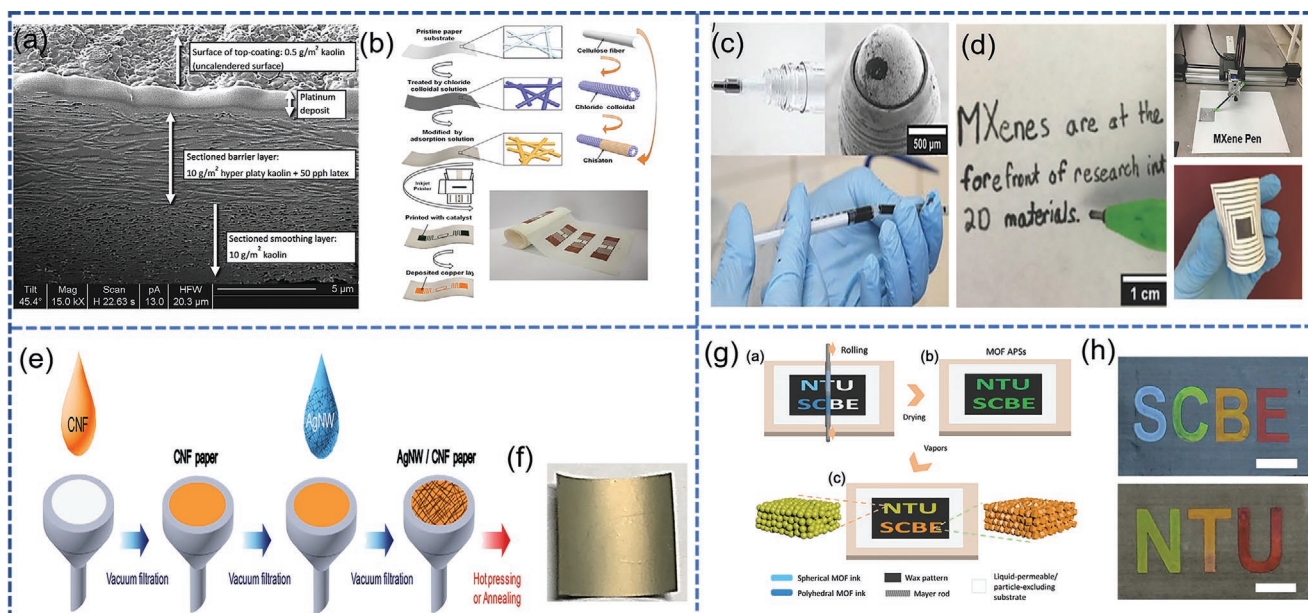 (a)
Surface of top-coating: 0.5 g/m² kaolin
(uncalendered surface)
Platinum
deposit
Sectioned barrier layer:
10 g/m² hyper platy kaolin + 50 pph latex
Sectioned smoothing layer:
10 g/m² kaolin
Tilt Mag Scan pA HFW
45.4° 15.0 kX H 22.63 s 13.0 20.3 µm
5 µm
(b)
Pristine paper
substrate
Cellulose fiber
Treated by chloride
colloidal solution
Chloride colloidal
Modified by
adsorption solution
Chisaton
Inkjet
Printer
Printed with catalyst
Deposited copper la
(c)
500 µm
(d)
MXenes are at the
forefront of research int
2D materials.
1 cm
MXene Pen
(e)
CNF
AgNW
CNF paper
AgNW / CNF paper
Vacuum filtration
Vacuum filtration
Vacuum filtration
Hot pressing
or Annealing
(f)
(g)
(a)
Rolling
NTU
SCBE
Drying
(b)
MOF APSs
NTU
SCBE
Vapors
(c)
NTU
SCBE
Spherical MOF ink
Polyhedral MOF ink
Wax pattern
Mayer rod
Liquid-permeable/
particle-excluding
substrate
(h)
SCBE
NTU